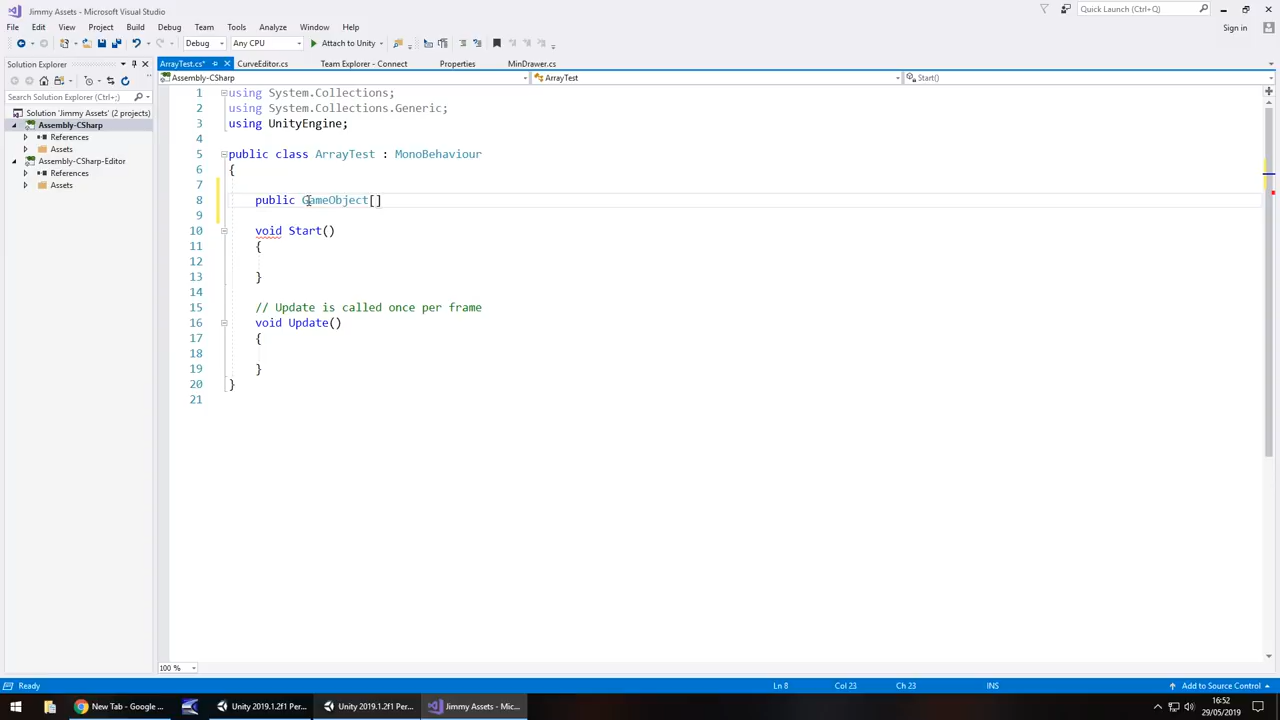 Jimmy Assets - Microsoft Visual Studio
Quick Launch (Ctrl+Q)
File Edit View Project Build Debug Team Tools Analyze Window Help
Sign in
Debug Any CPU Attach to Unity
Solution Explorer
ArrayTest.cs* CurveEditor.cs Team Explorer - Connect Properties MinDrawer.cs
Assembly-CSharp ArrayTest Start()
Search Solution Explorer (Ctrl+;)
Solution 'Jimmy Assets' (2 projects)
Assembly-CSharp
References
Assets
Assembly-CSharp-Editor
References
Assets
1 using System.Collections;
2 using System.Collections.Generic;
3 using UnityEngine;
4
5 public class ArrayTest : MonoBehaviour
6 {
7
8 public GameObject[]
9
10 void Start()
11 {
12
13 }
14
15 // Update is called once per frame
16 void Update()
17 {
18
19 }
20 }
21
100 %
Ready Ln 8 Col 23 Ch 23 INS Add to Source Control
New Tab - Google ... Unity 2019.1.2f1 Pers... Unity 2019.1.2f1 Per... Jimmy Assets - Mic...
16:52
29/05/2019